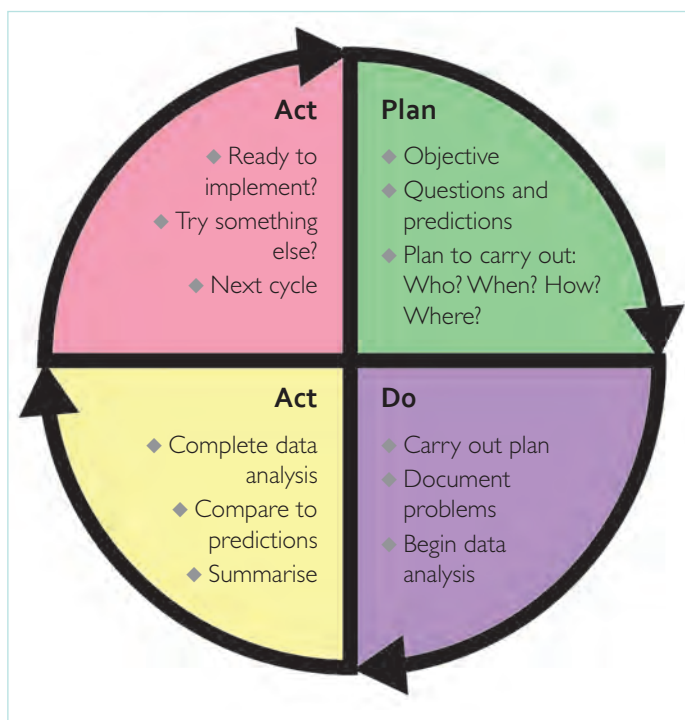 Act
◆ Ready to
implement?
◆ Try something
else?
◆ Next cycle
Plan
◆ Objective
◆ Questions and
predictions
◆ Plan to carry out:
Who? When? How?
Where?
Act
◆ Complete data
analysis
◆ Compare to
predictions
◆ Summarise
Do
◆ Carry out plan
◆ Document
problems
◆ Begin data
analysis